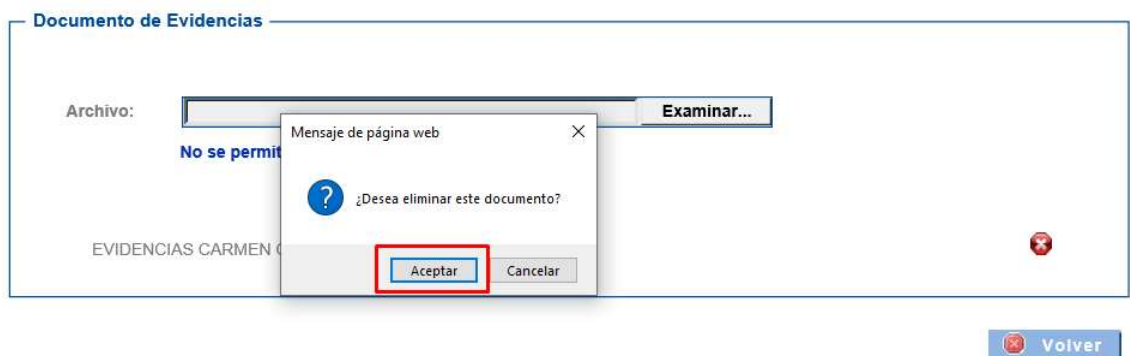 Documento de Evidencias
Archivo:
Examinar...
Mensaje de página web
No se
¿Desea eliminar este documento?
EVIDENCIAS CARMEN
Aceptar
Cancelar
Volver